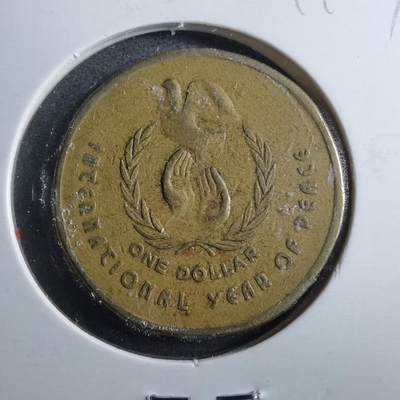 ONE DOLLAR
INTERNATIONAL YEAR OF PEACE